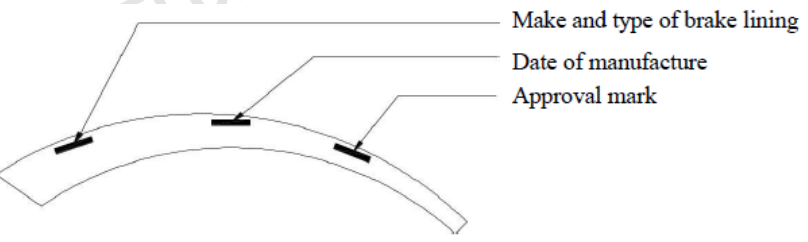 Make and type of brake lining
Date of manufacture
Approval mark